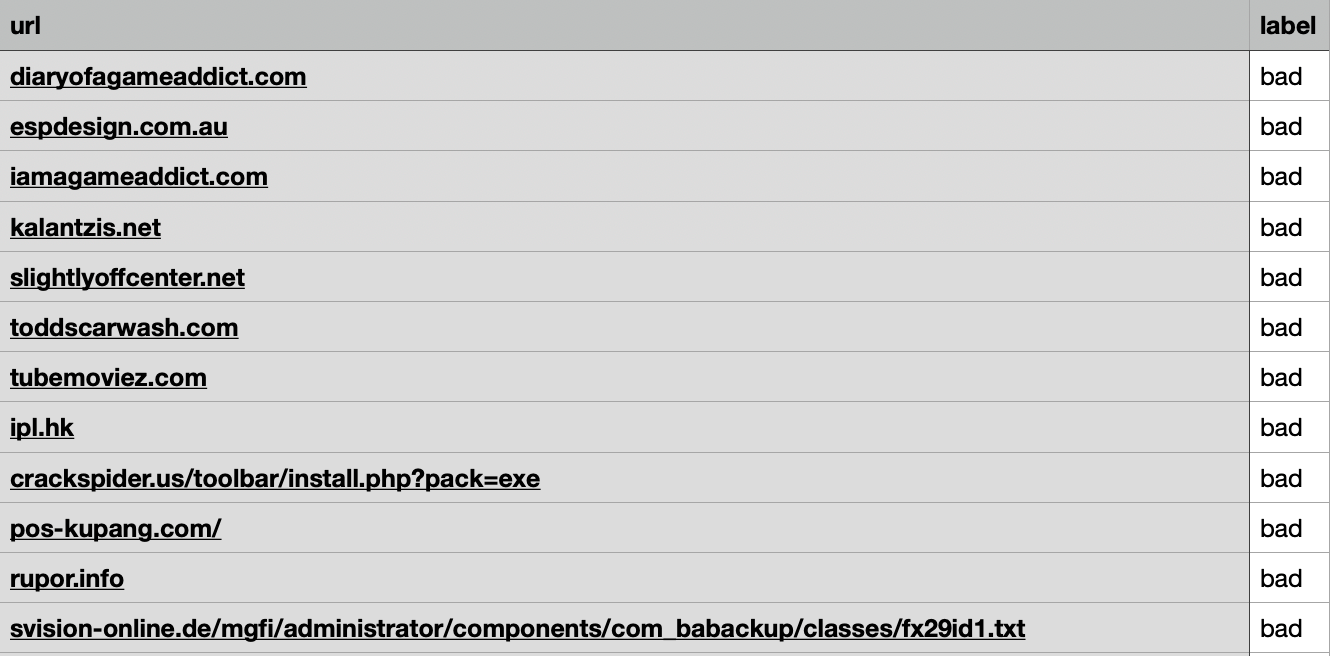 url label
diaryofagameaddict.com bad
espdesign.com.au bad
iamagameaddict.com bad
kalantzis.net bad
slightlyoffcenter.net bad
toddscarwash.com bad
tubemoviez.com bad
ipl.hk bad
crackspider.us/toolbar/install.php?pack=exe bad
pos-kupang.com/ bad
rupor.info bad
svision-online.de/mgfi/administrator/components/com_babackup/classes/fx29id1.txt bad